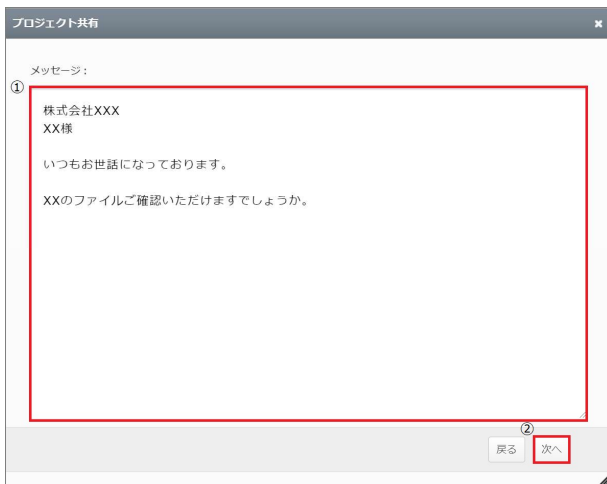 プロジェクト共有
メッセージ：
①
株式会社XXX
XX様
いつもお世話になっております。
XXのファイルご確認いただけますでしょうか。
②
戻る
次へ